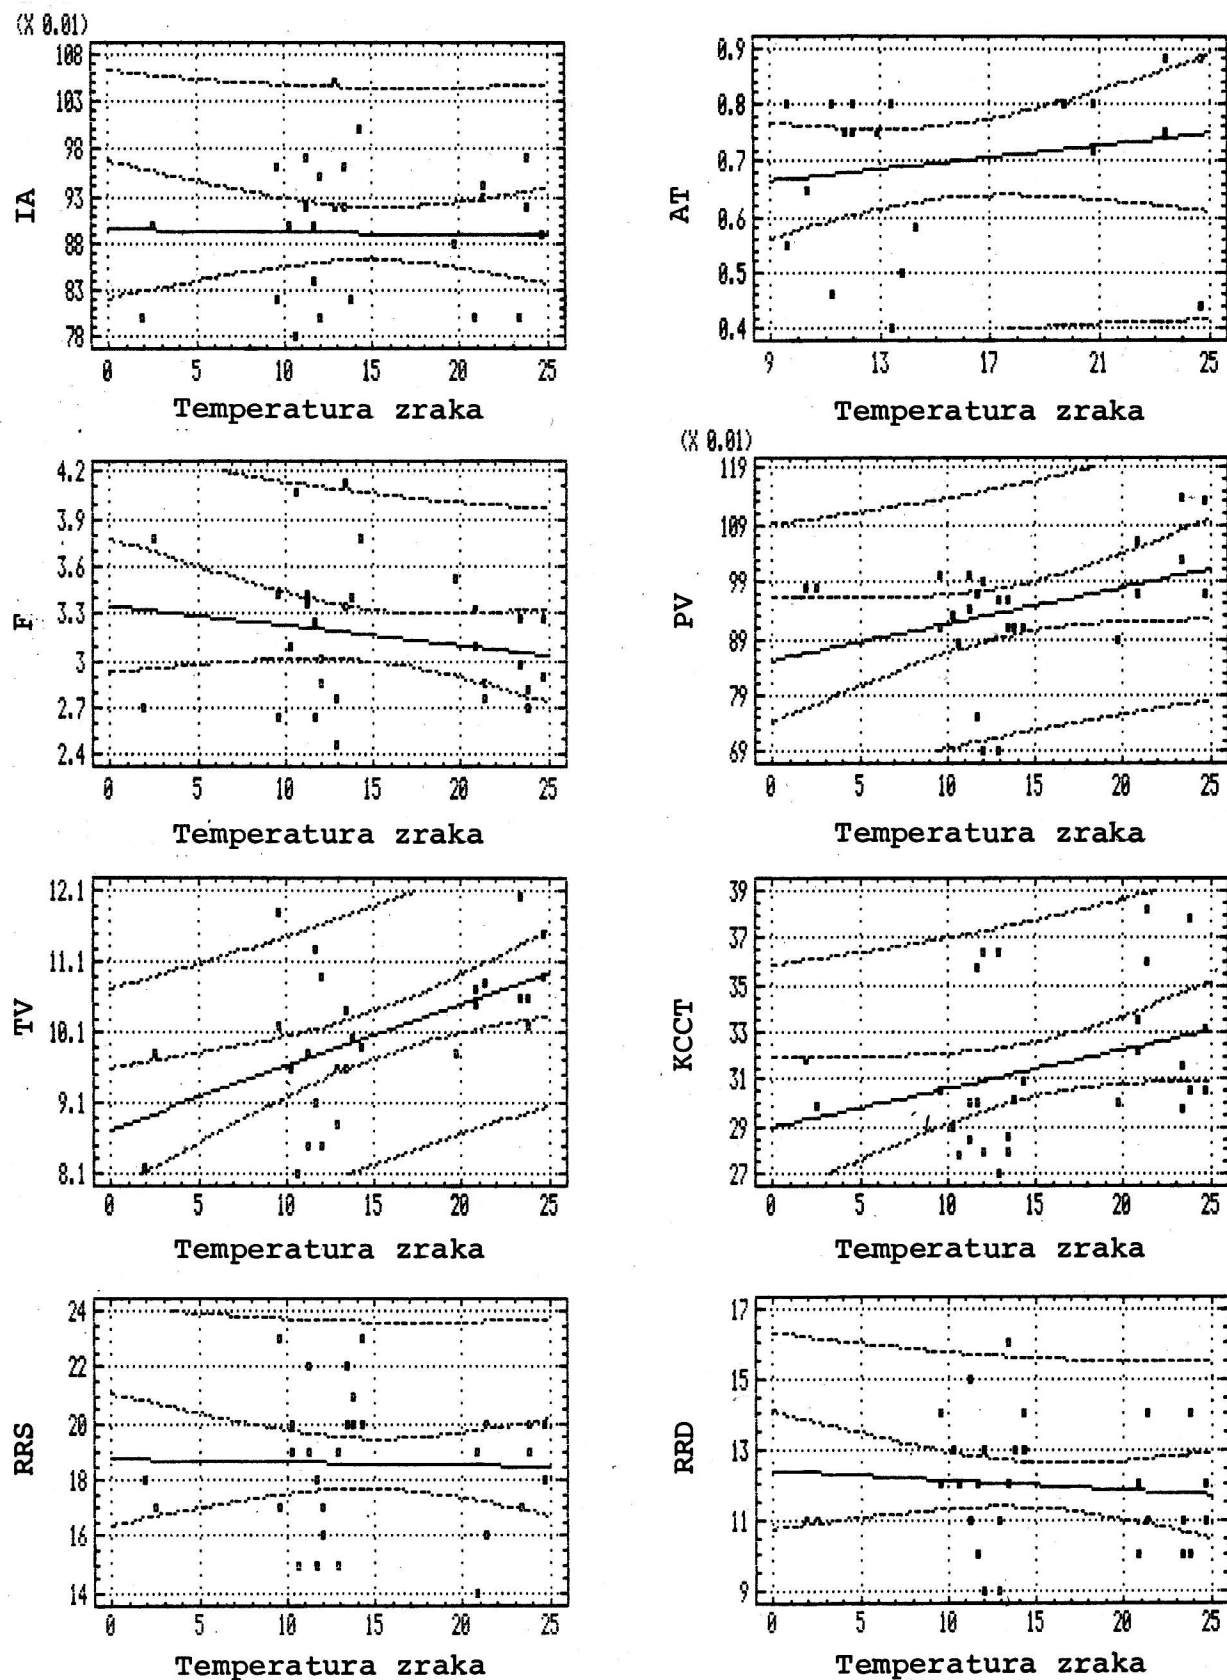 (X 0.01)
108
103
98
93
88
83
78
IA
0 5 10 15 20 25
Temperatura zraka
0.9
0.8
0.7
0.6
0.5
0.4
AT
9 13 17 21 25
Temperatura zraka
4.2
3.9
3.6
3.3
3
2.7
2.4
F
0 5 10 15 20 25
Temperatura zraka
(X 0.01)
119
109
99
89
79
69
PV
0 5 10 15 20 25
Temperatura zraka
12.1
11.1
10.1
9.1
8.1
TV
0 5 10 15 20 25
Temperatura zraka
39
37
35
33
31
29
27
KCCT
0 5 10 15 20 25
Temperatura zraka
24
22
20
18
16
14
RRS
0 5 10 15 20 25
Temperatura zraka
17
15
13
11
9
RRD
0 5 10 15 20 25
Temperatura zraka